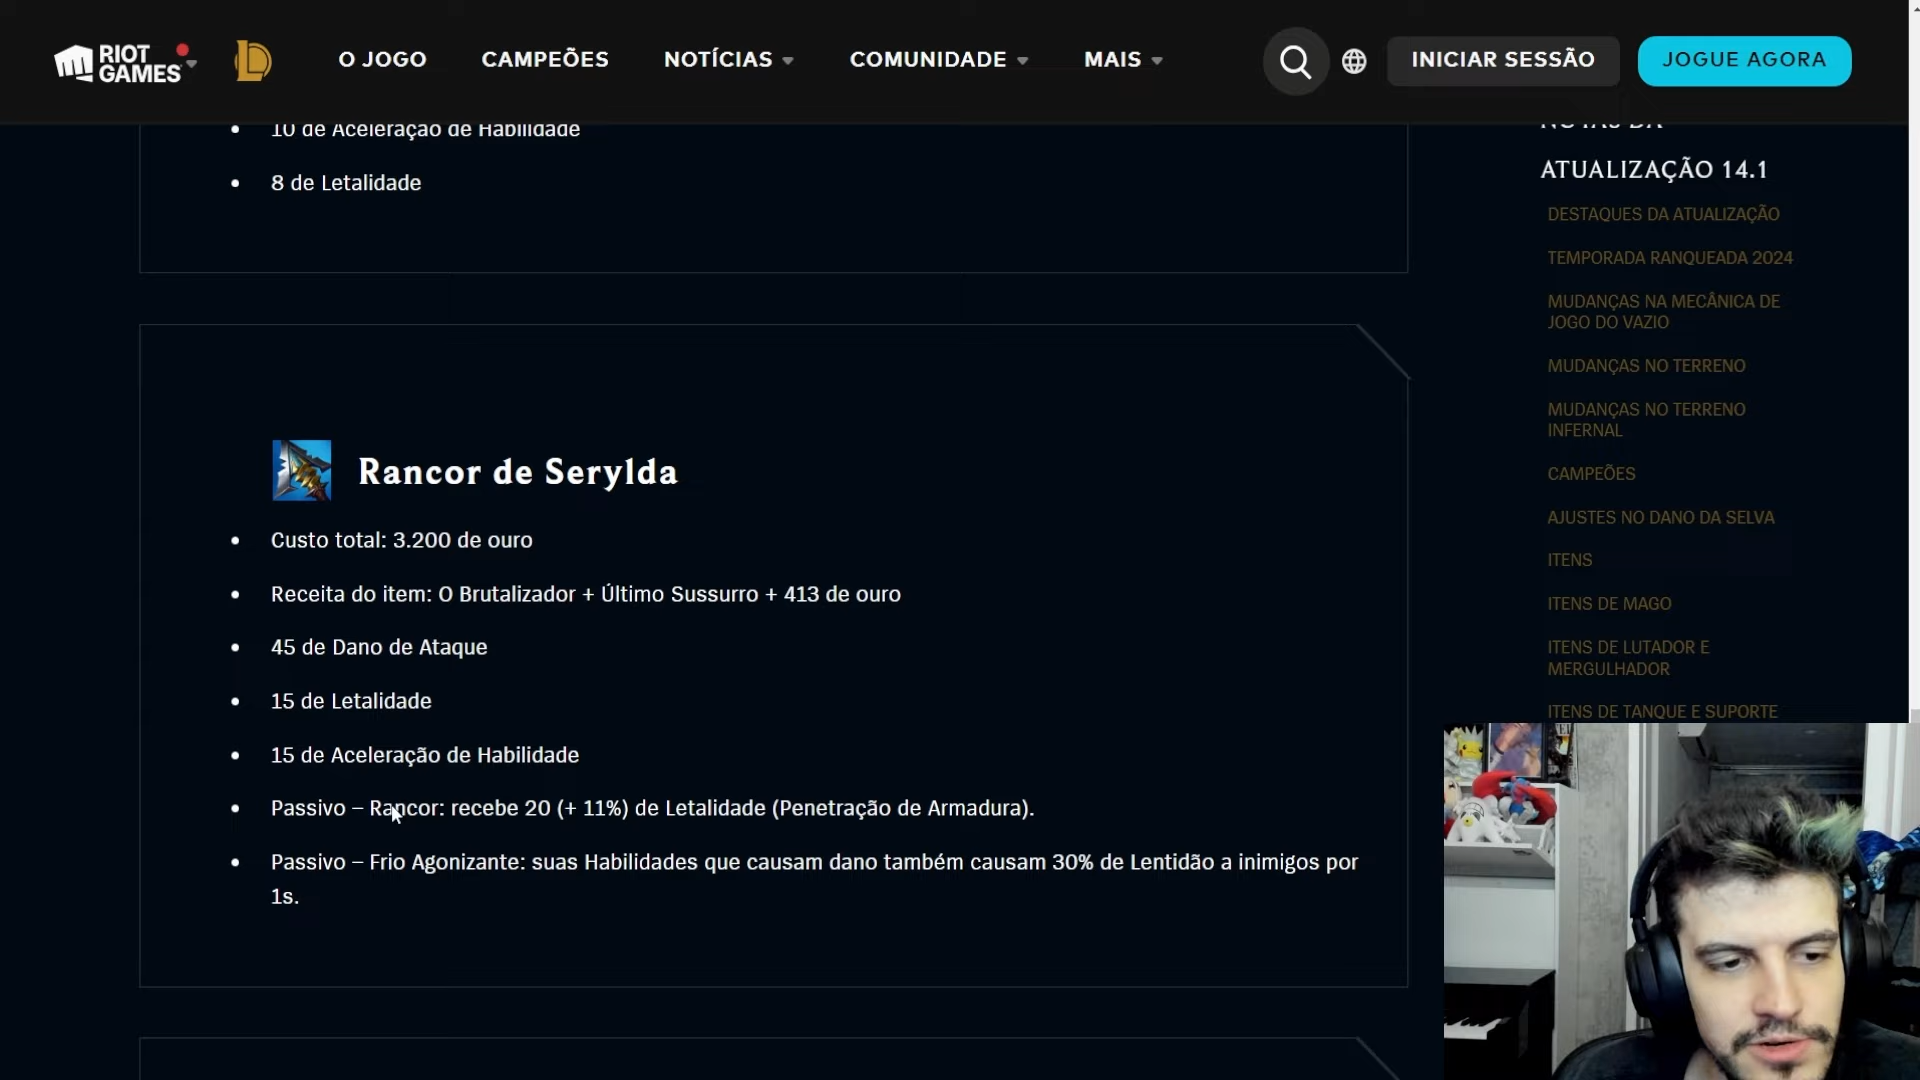 RIOT GAMES
O JOGO
CAMPEÕES
NOTÍCIAS
COMUNIDADE
MAIS
INICIAR SESSÃO
JOGUE AGORA
10 de Aceleração de Habilidade
8 de Letalidade
Rancor de Serylda
Custo total: 3.200 de ouro
Receita do item: O Brutalizador + Último Sussurro + 413 de ouro
45 de Dano de Ataque
15 de Letalidade
15 de Aceleração de Habilidade
Passivo – Rancor: recebe 20 (+ 11%) de Letalidade (Penetração de Armadura).
Passivo – Frio Agonizante: suas Habilidades que causam dano também causam 30% de Lentidão a inimigos por
1s.
NOTAS DA
ATUALIZAÇÃO 14.1
DESTAQUES DA ATUALIZAÇÃO
TEMPORADA RANQUEADA 2024
MUDANÇAS NA MECÂNICA DE
JOGO DO VAZIO
MUDANÇAS NO TERRENO
MUDANÇAS NO TERRENO
INFERNAL
CAMPEÕES
AJUSTES NO DANO DA SELVA
ITENS
ITENS DE MAGO
ITENS DE LUTADOR E
MERGULHADOR
ITENS DE TANQUE E SUPORTE